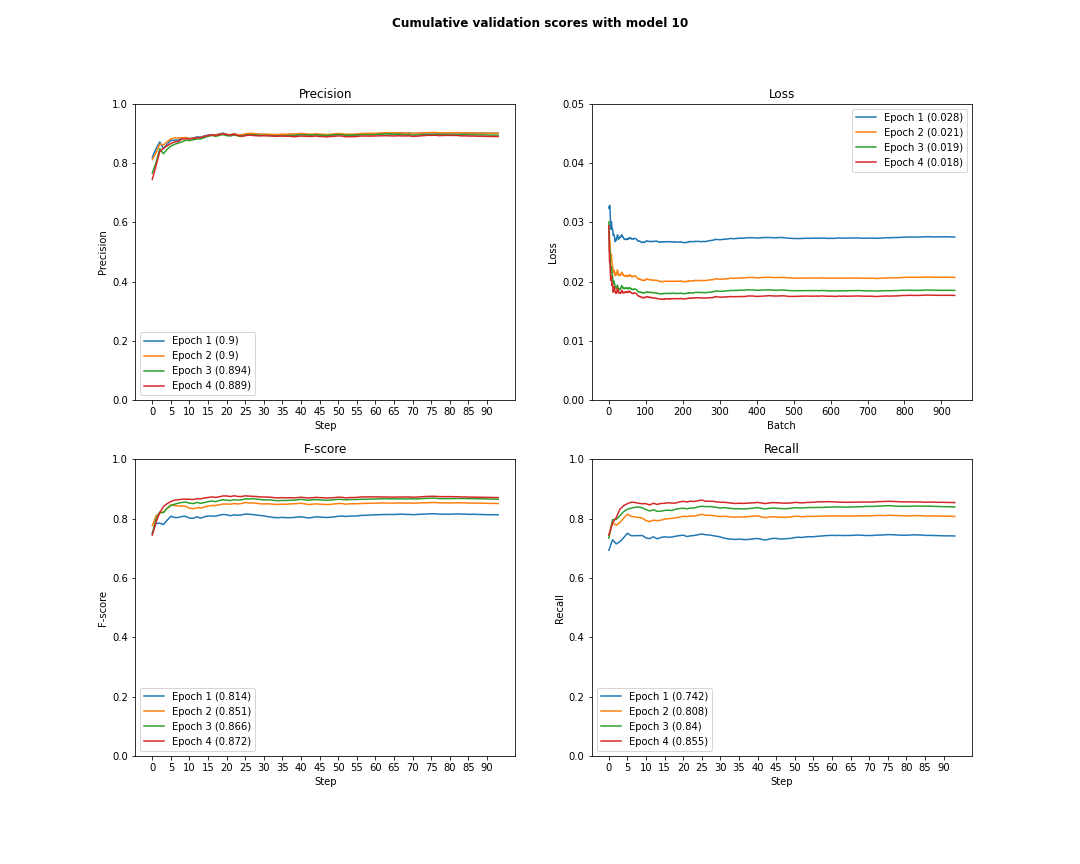 Cumulative validation scores with model 10
Precision
1.0
0.8
0.6
0.4
0.2
0.0
Precision
Epoch 1 (0.9)
Epoch 2 (0.9)
Epoch 3 (0.894)
Epoch 4 (0.889)
0 5 10 15 20 25 30 35 40 45 50 55 60 65 70 75 80 85 90
Step
Loss
0.05
0.04
0.03
0.02
0.01
0.00
Loss
Epoch 1 (0.028)
Epoch 2 (0.021)
Epoch 3 (0.019)
Epoch 4 (0.018)
0 100 200 300 400 500 600 700 800 900
Batch
F-score
1.0
0.8
0.6
0.4
0.2
0.0
F-score
Epoch 1 (0.814)
Epoch 2 (0.851)
Epoch 3 (0.866)
Epoch 4 (0.872)
0 5 10 15 20 25 30 35 40 45 50 55 60 65 70 75 80 85 90
Step
Recall
1.0
0.8
0.6
0.4
0.2
0.0
Recall
Epoch 1 (0.742)
Epoch 2 (0.808)
Epoch 3 (0.84)
Epoch 4 (0.855)
0 5 10 15 20 25 30 35 40 45 50 55 60 65 70 75 80 85 90
Step